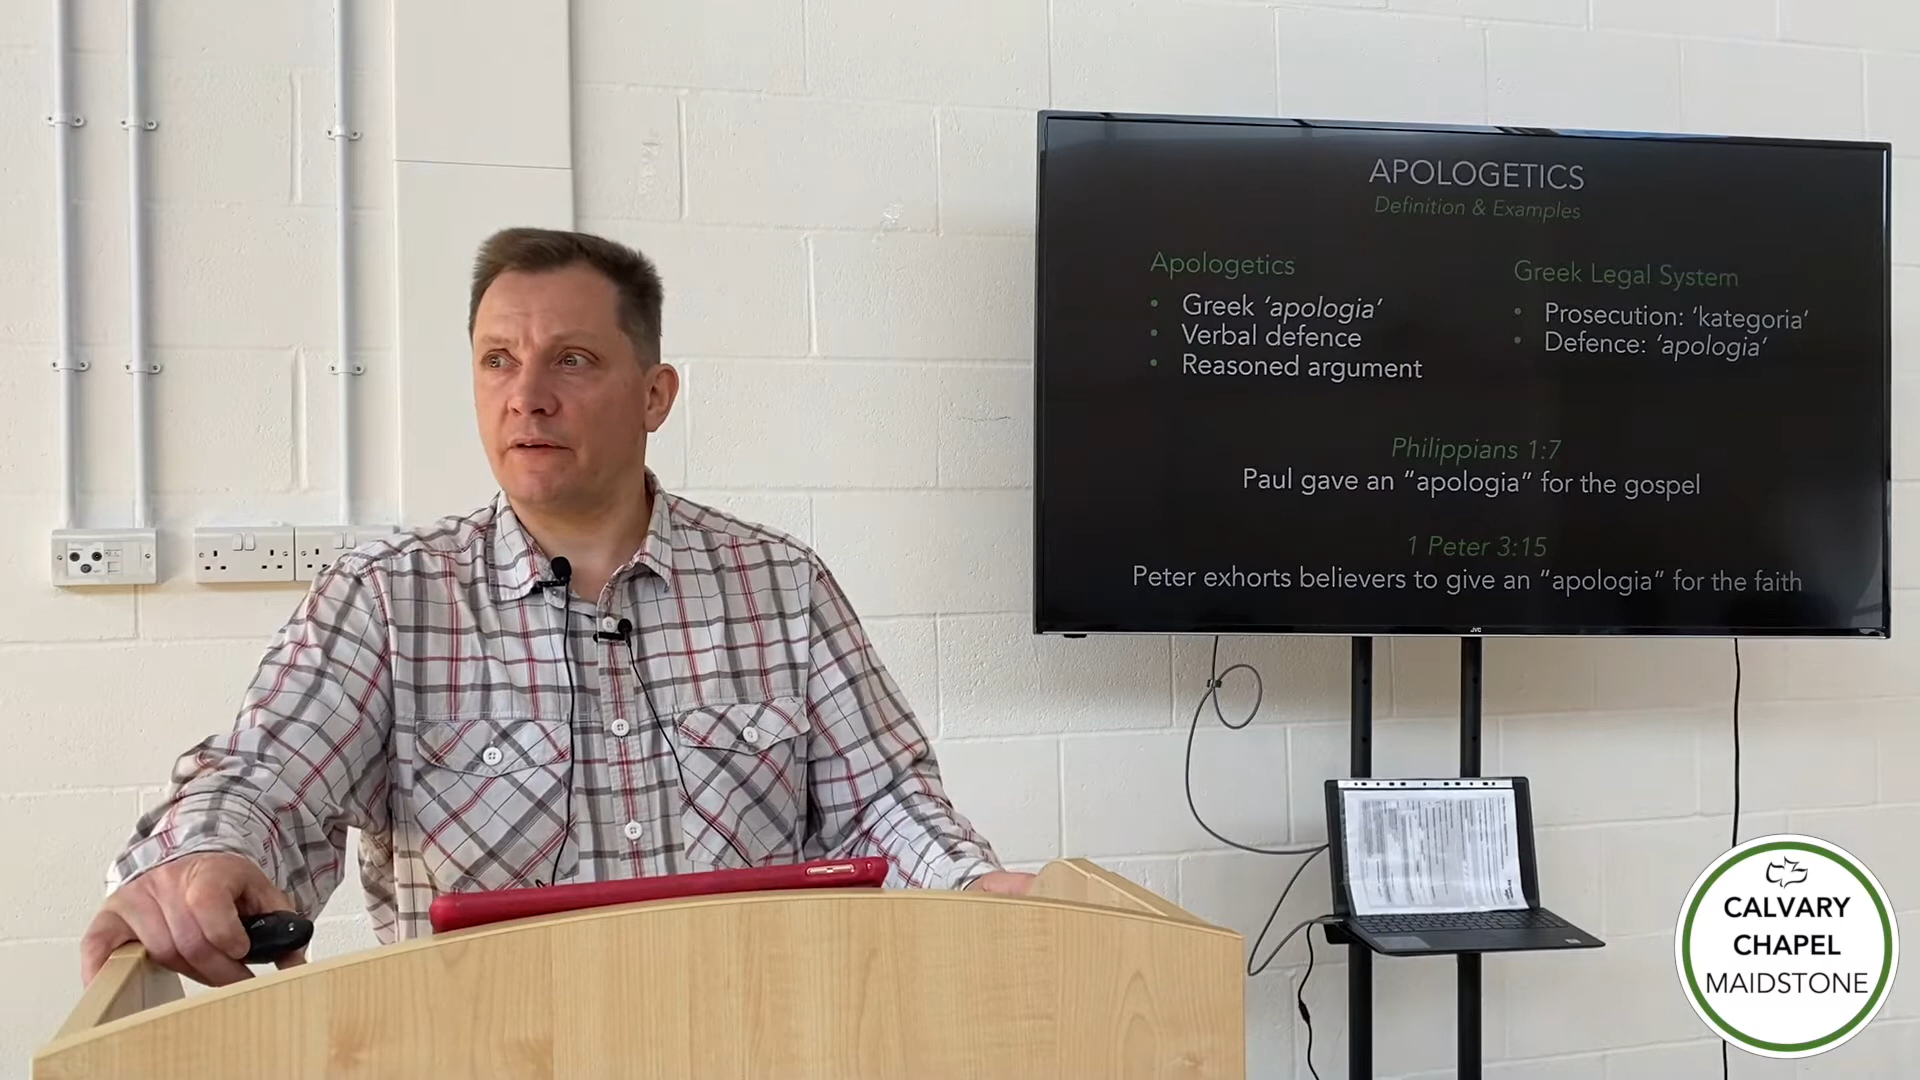 APOLOGETICS
Definition & Examples
Apologetics
• Greek ‘apologia’
• Verbal defence
• Reasoned argument
Greek Legal System
• Prosecution: ‘kategoria’
• Defence: ‘apologia’
Philippians 1:7
Paul gave an “apologia” for the gospel
1 Peter 3:15
Peter exhorts believers to give an “apologia” for the faith
JVC
CALVARY
CHAPEL
MAIDSTONE